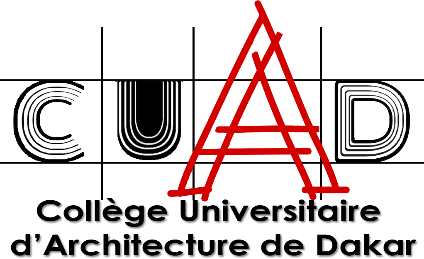 CUAD
Collège Universitaire
d'Architecture de Dakar